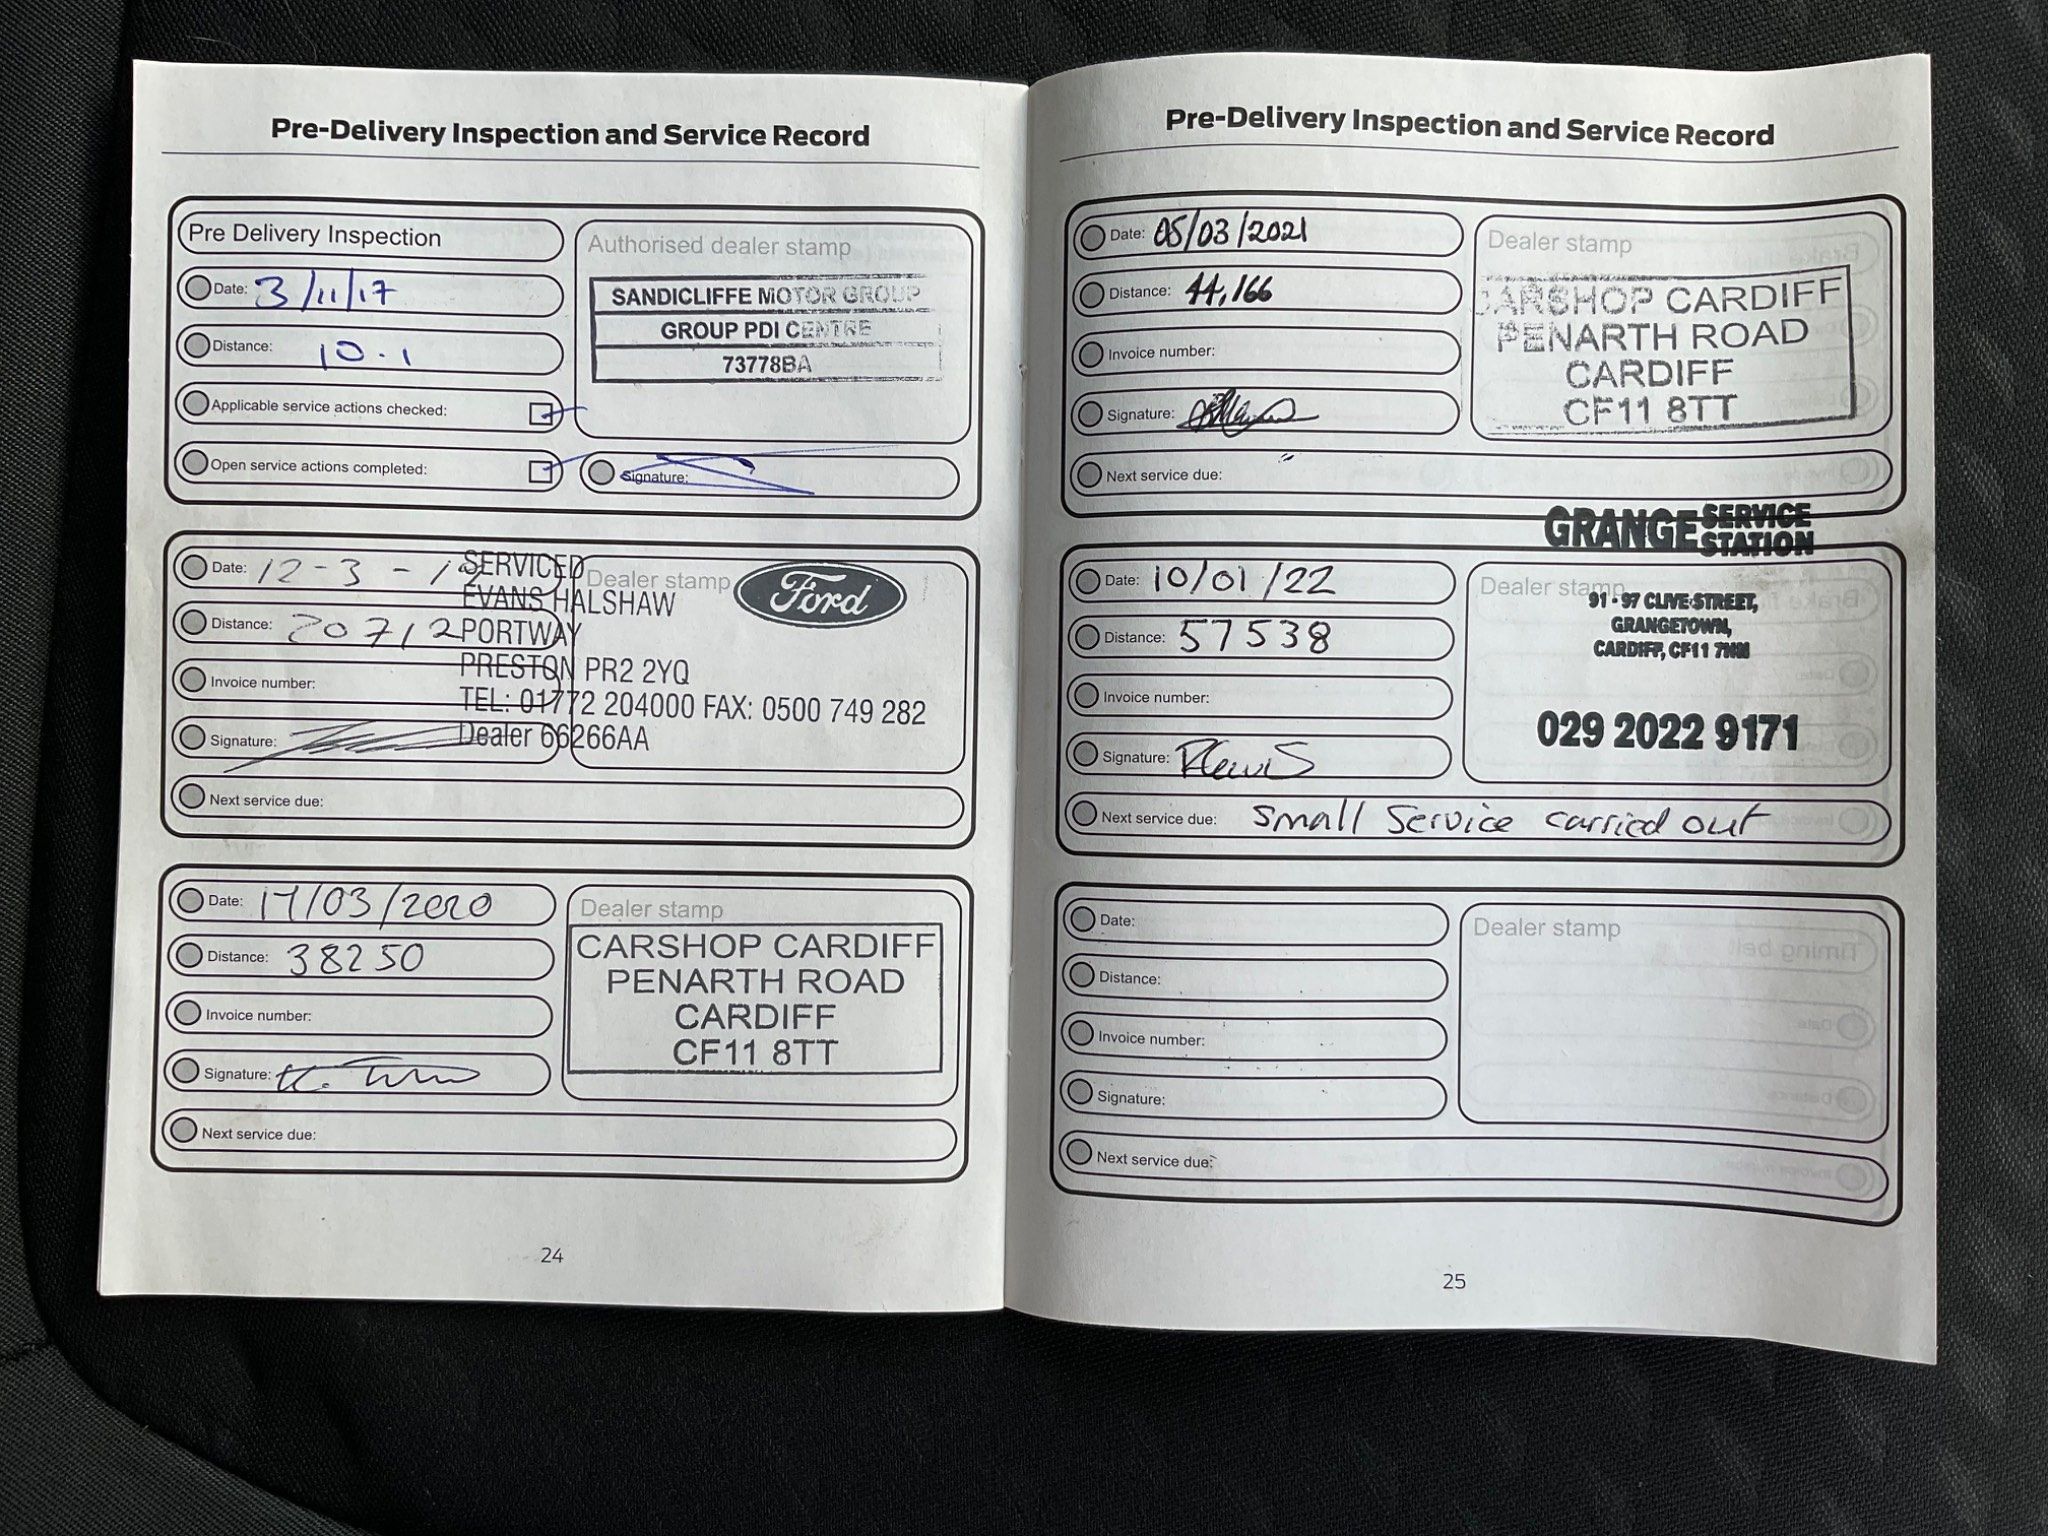 Pre-Delivery Inspection and Service Record
Pre Delivery Inspection
Date: 3/11/17
Distance: 10.1
Applicable service actions checked:
Open service actions completed:
Authorised dealer stamp
SANDICLIFFE MOTOR GROUP
GROUP PDI CENTRE
73778BA
Signature:
Date: 12-3-
Distance: 20712
Invoice number:
Signature:
Next service due:
Dealer stamp
Ford
SERVICED
EVANS HALSHAW
PORTWAY
PRESTON PR2 2YQ
TEL: 01772 204000 FAX: 0500 749 282
Dealer 66266AA
Date: 17/03/2020
Distance: 38250
Invoice number:
Signature:
Next service due:
Dealer stamp
CARSHOP CARDIFF
PENARTH ROAD
CARDIFF
CF11 8TT
24
Pre-Delivery Inspection and Service Record
Date: 05/03/2021
Distance: 44,166
Invoice number:
Signature:
Next service due:
Dealer stamp
CARSHOP CARDIFF
PENARTH ROAD
CARDIFF
CF11 8TT
Date: 10/01/22
Distance: 57538
Invoice number:
Signature:
Next service due: Small Service carried out
GRANGE SERVICE STATION
Dealer stamp
91 - 97 CLIVE STREET,
GRANGETOWN,
CARDIFF, CF11 7HN
029 2022 9171
Date:
Distance:
Invoice number:
Signature:
Next service due:
Dealer stamp
25